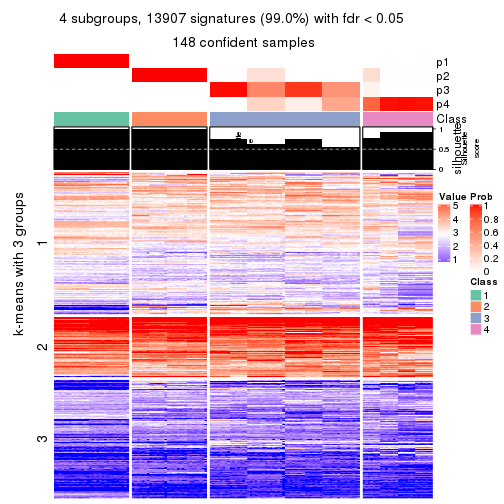 4 subgroups, 13907 signatures (99.0%) with fdr < 0.05
148 confident samples
p1
p2
p3
p4
Class
1
0.5
0
silhouette
Silhouette
score
k-means with 3 groups
1
2
3
Value
5
4
3
2
1
Prob
1
0.8
0.6
0.4
0.2
0
Class
1
2
3
4